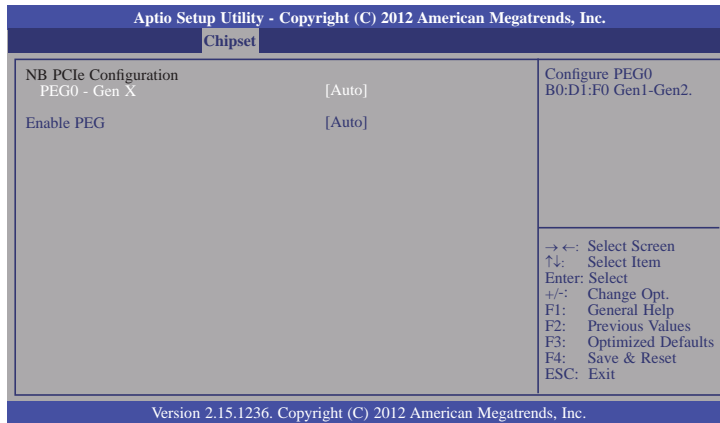 Aptio Setup Utility - Copyright (C) 2012 American Megatrends, Inc.
Chipset
NB PCIe Configuration
PEG0 - Gen X [Auto]
Enable PEG [Auto]
Configure PEG0
B0:D1:F0 Gen1-Gen2.
→←: Select Screen
↑↓: Select Item
Enter: Select
+/-: Change Opt.
F1: General Help
F2: Previous Values
F3: Optimized Defaults
F4: Save & Reset
ESC: Exit
Version 2.15.1236. Copyright (C) 2012 American Megatrends, Inc.